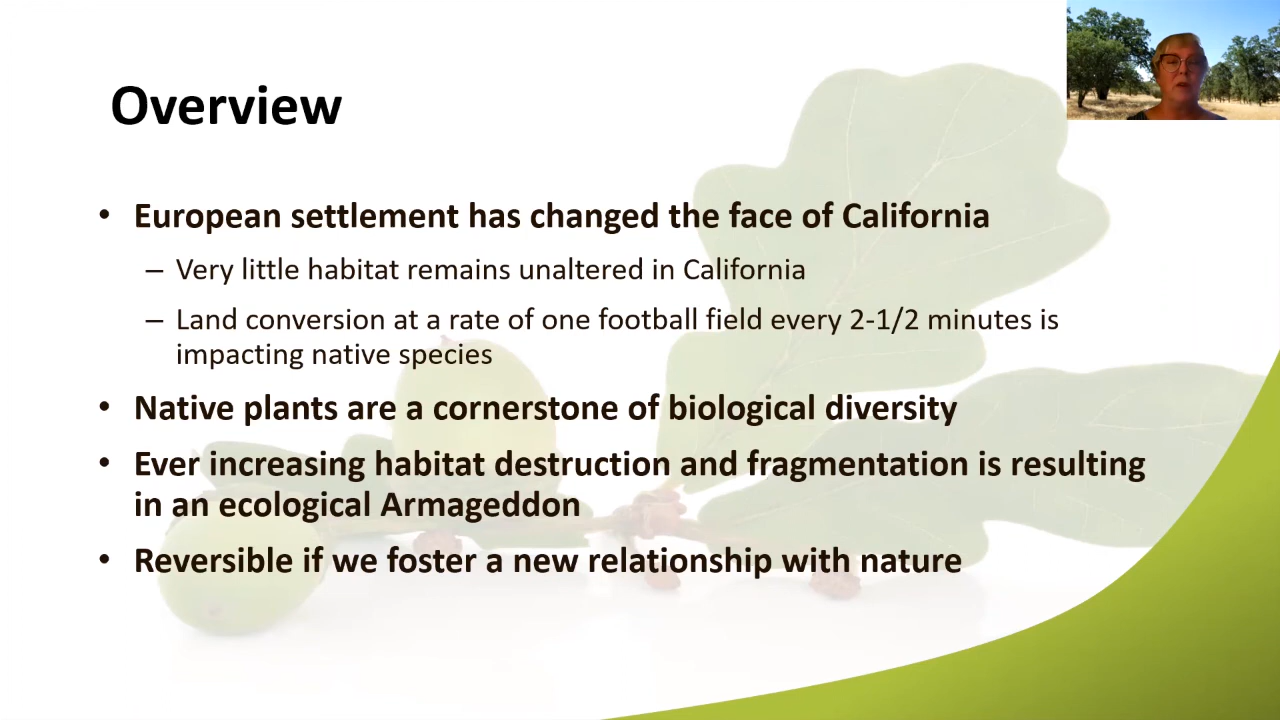 Overview
• European settlement has changed the face of California
– Very little habitat remains unaltered in California
– Land conversion at a rate of one football field every 2-1/2 minutes is
impacting native species
• Native plants are a cornerstone of biological diversity
• Ever increasing habitat destruction and fragmentation is resulting
in an ecological Armageddon
• Reversible if we foster a new relationship with nature